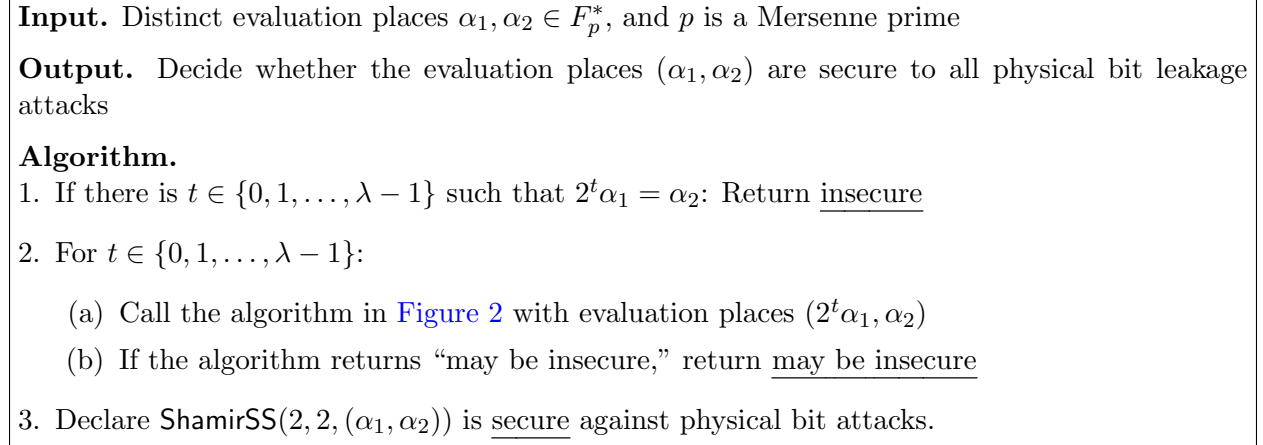 Input. Distinct evaluation places α₁, α₂ ∈ F*ₚ, and p is a Mersenne prime
Output. Decide whether the evaluation places (α₁, α₂) are secure to all physical bit leakage
attacks
Algorithm.
1. If there is t ∈ {0, 1, . . . , λ − 1} such that 2ᵗα₁ = α₂: Return insecure
2. For t ∈ {0, 1, . . . , λ − 1}:
(a) Call the algorithm in Figure 2 with evaluation places (2ᵗα₁, α₂)
(b) If the algorithm returns “may be insecure,” return may be insecure
3. Declare ShamirSS(2, 2, (α₁, α₂)) is secure against physical bit attacks.